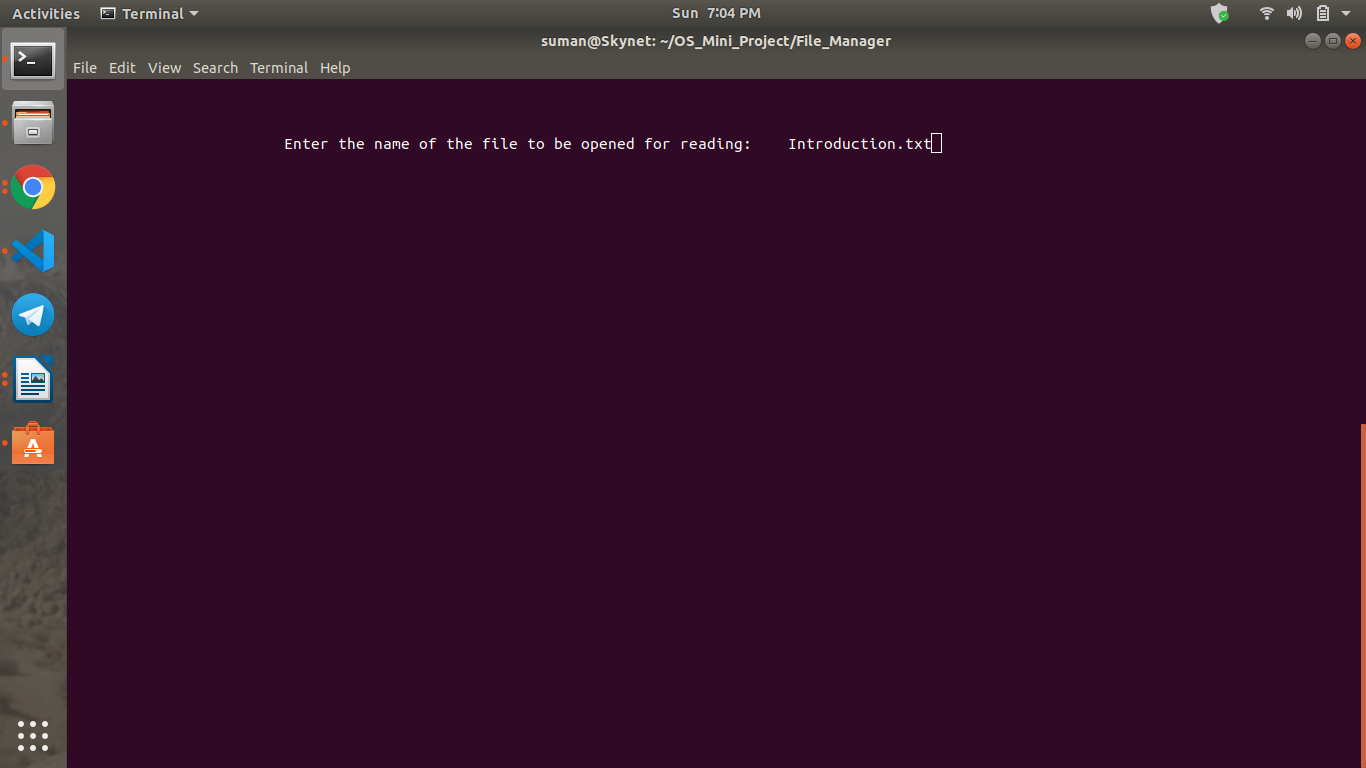 Activities Terminal Sun 7:04 PM
suman@Skynet: ~/OS_Mini_Project/File_Manager
File Edit View Search Terminal Help
Enter the name of the file to be opened for reading: Introduction.txt